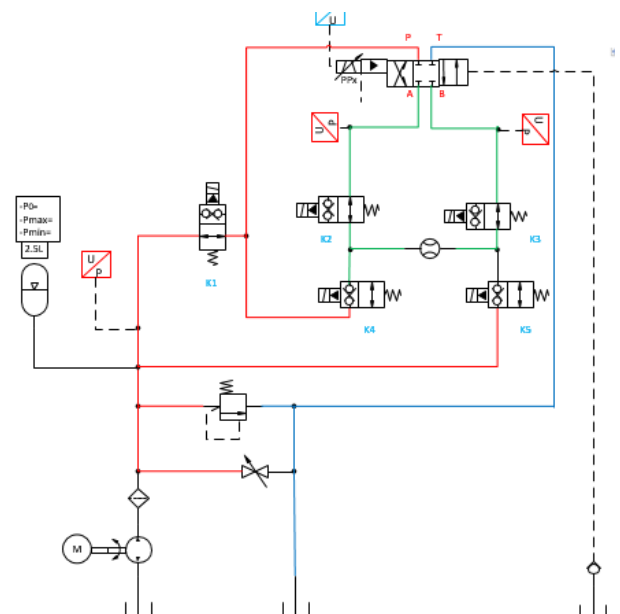 U
P T
PPx
A B
U
P
U
P
-P0=
-Pmax=
-Pmin=
2.5L
U
P
K1
K2
K3
K4
K5
M